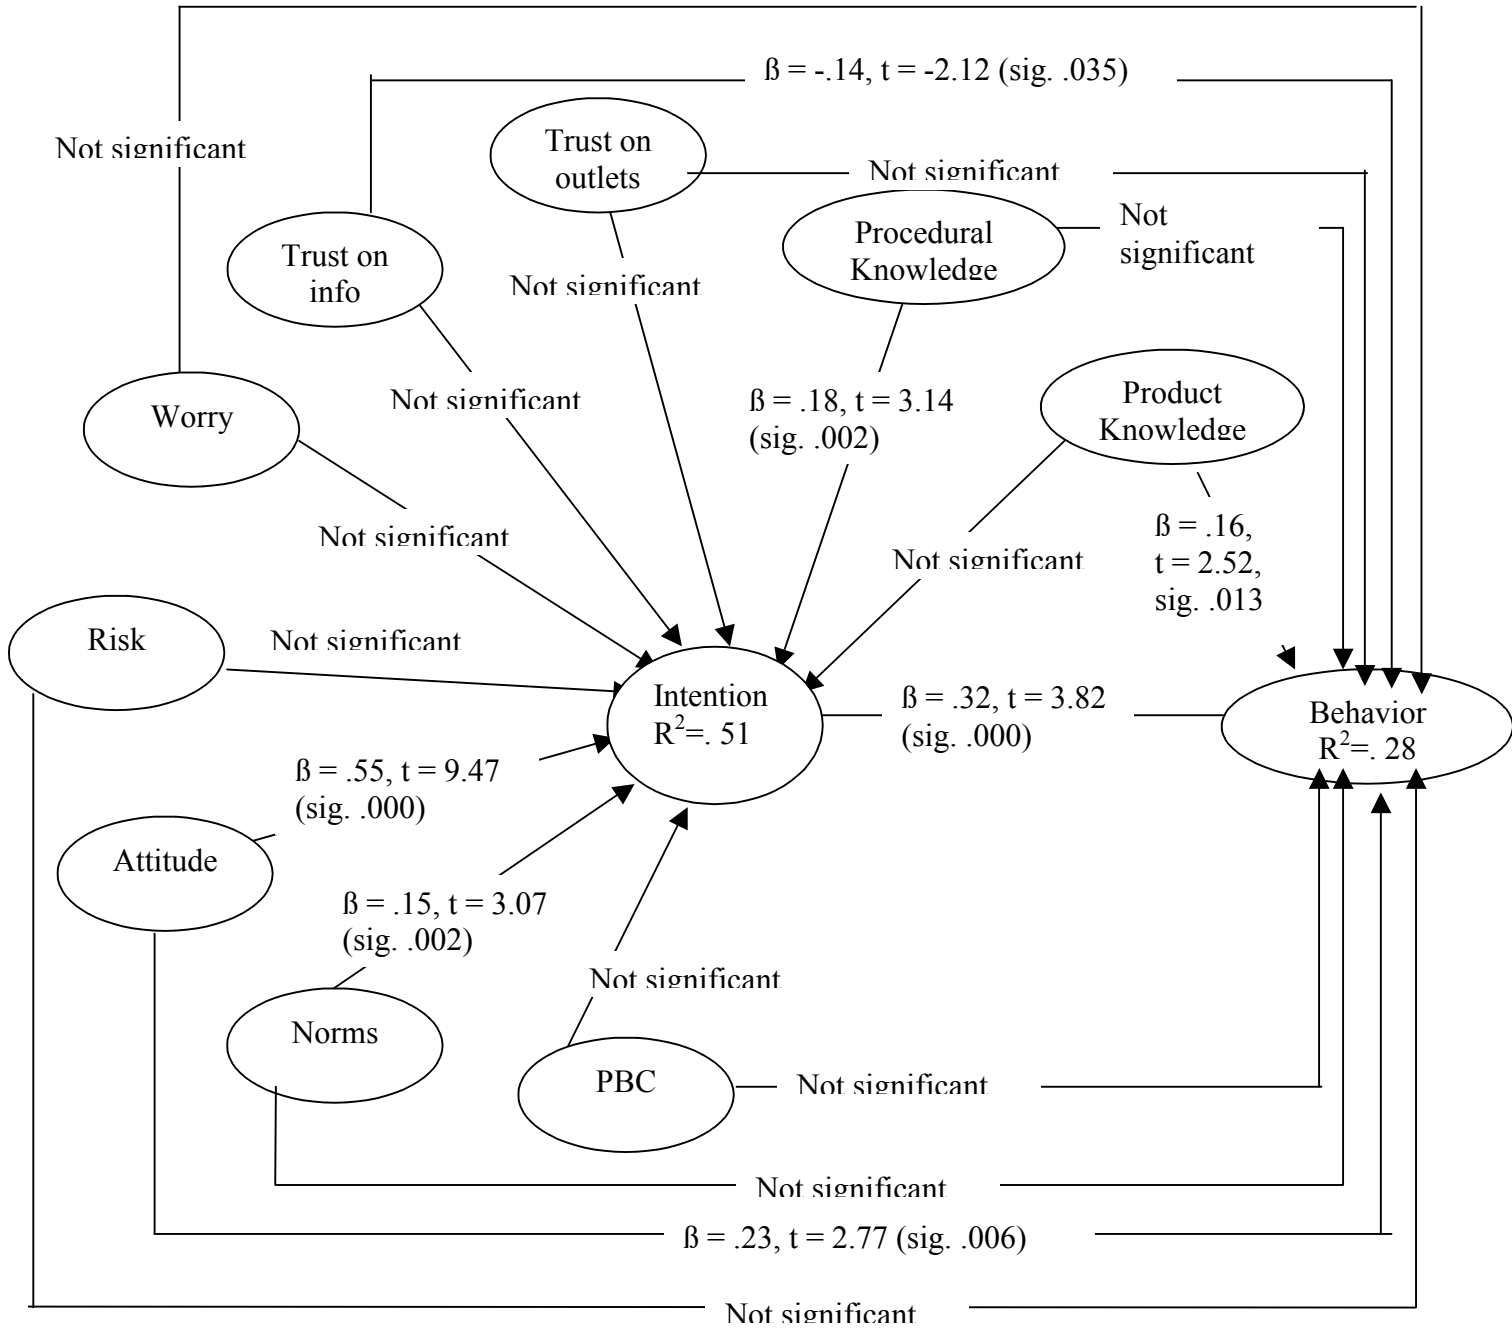 ß = -.14, t = -2.12 (sig. .035)
Not significant
Trust on
outlets
Not significant
Trust on
info
Procedural
Knowledge
Not
significant
Not significant
Not significant
Worry
ß = .18, t = 3.14
(sig. .002)
Product
Knowledge
Not significant
Not significant
ß = .16,
t = 2.52,
sig. .013
Risk
Not significant
Intention
R²=. 51
ß = .32, t = 3.82
(sig. .000)
Behavior
R²=. 28
ß = .55, t = 9.47
(sig. .000)
Attitude
ß = .15, t = 3.07
(sig. .002)
Not significant
Norms
PBC
Not significant
Not significant
ß = .23, t = 2.77 (sig. .006)
Not significant